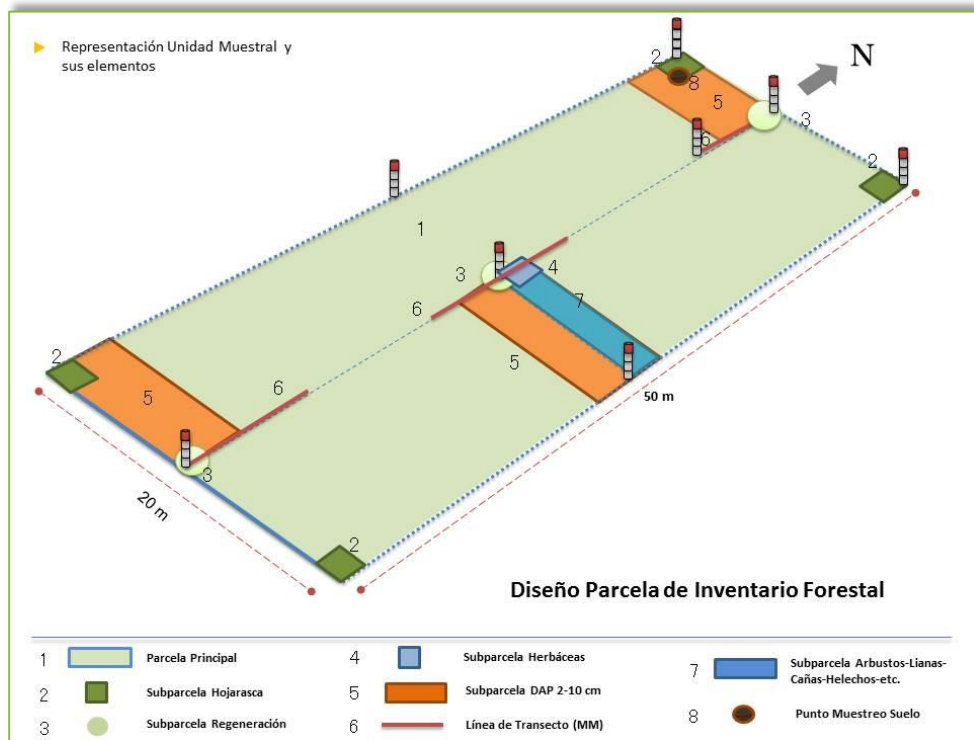 Representación Unidad Muestral y
sus elementos
N
2
8
5
3
6
2
1
3
4
6
7
2
5
6
5
50 m
3
20 m
2
Diseño Parcela de Inventario Forestal
1 Parcela Principal
2 Subparcela Hojarasca
3 Subparcela Regeneración
4 Subparcela Herbáceas
5 Subparcela DAP 2-10 cm
6 Línea de Transecto (MM)
7 Subparcela Arbustos-Lianas-
Cañas-Helechos-etc.
8 Punto Muestreo Suelo